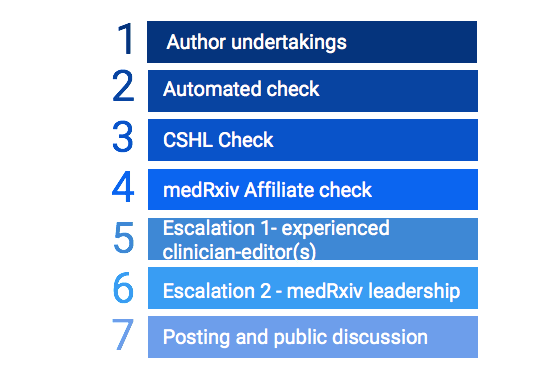 1 Author undertakings
2 Automated check
3 CSHL Check
4 medRxiv Affiliate check
5 Escalation 1- experienced
clinician-editor(s)
6 Escalation 2 - medRxiv leadership
7 Posting and public discussion